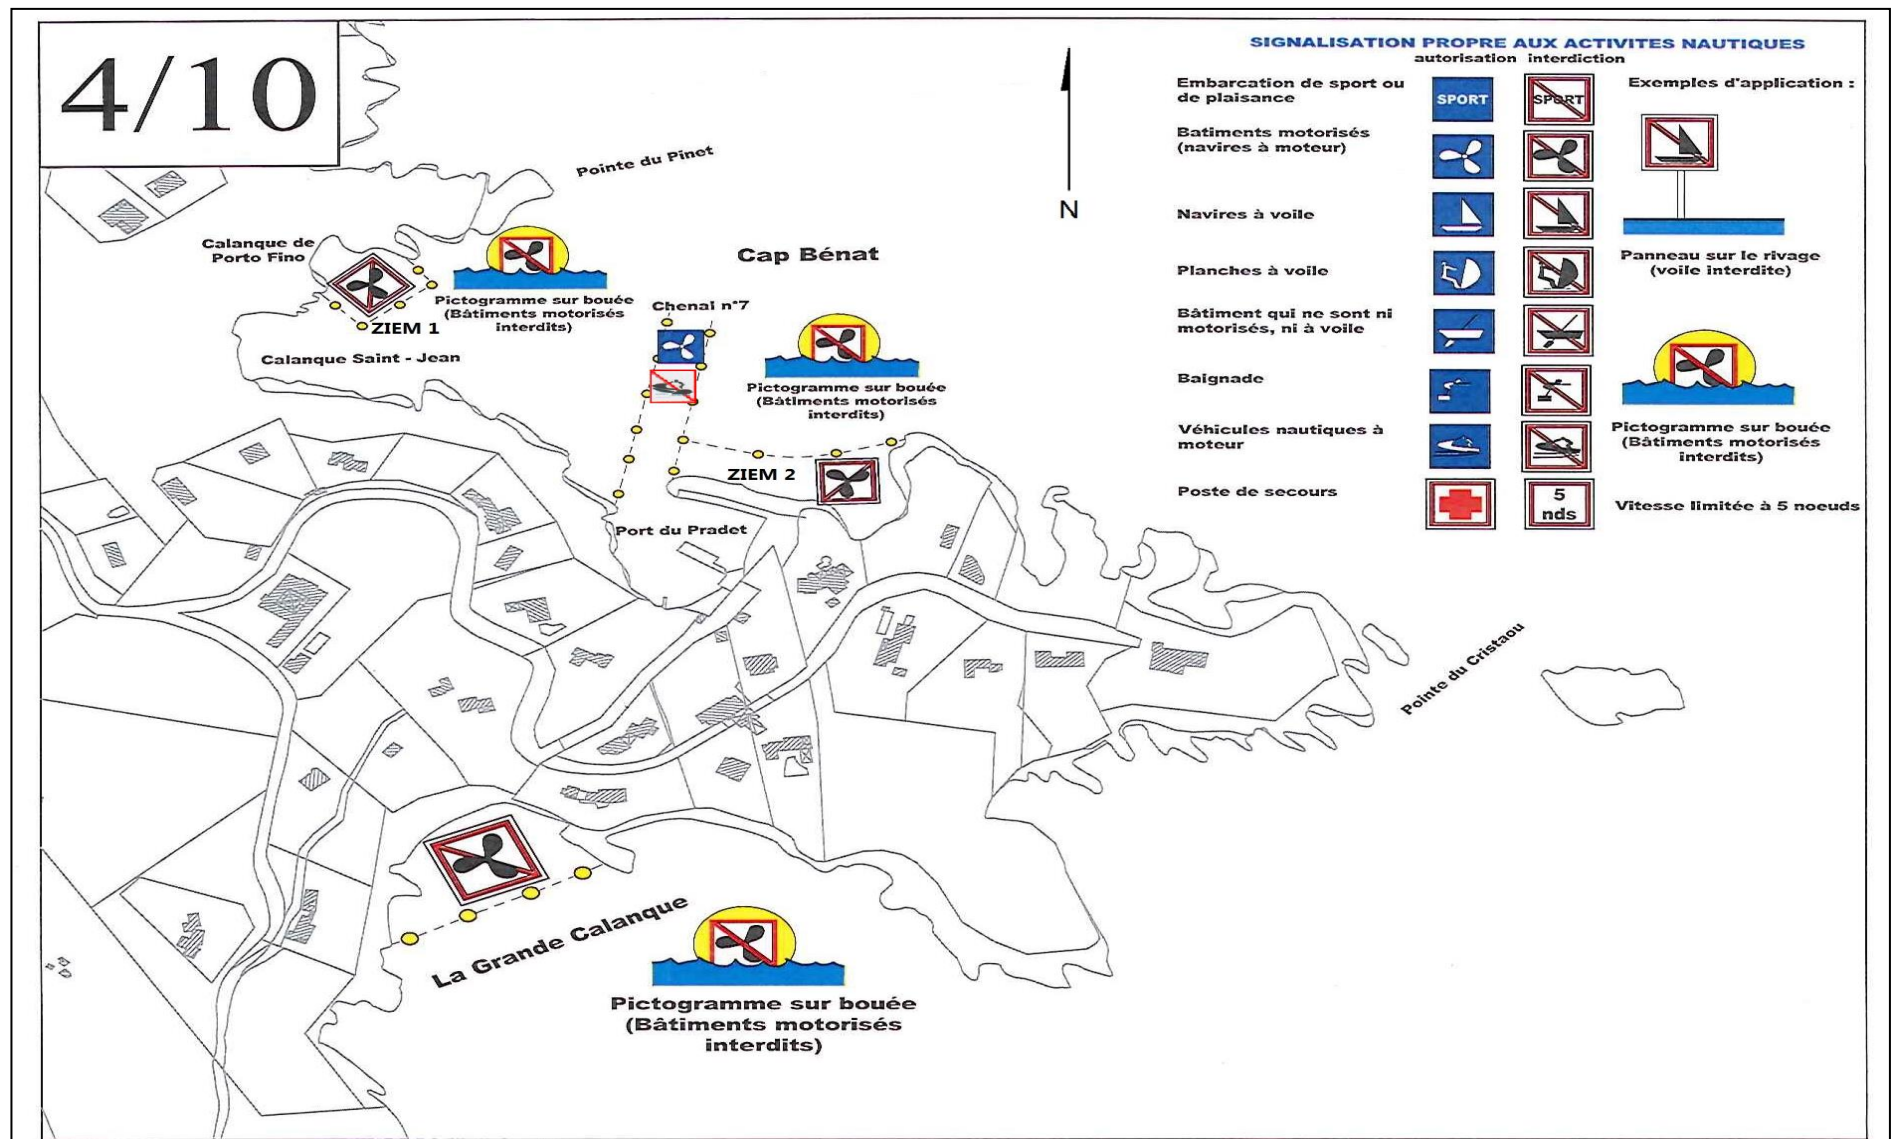 4/10
SIGNALISATION PROPRE AUX ACTIVITES NAUTIQUES
autorisation interdiction
Embarcation de sport ou
de plaisance
SPORT
SPORT
Exemples d'application :
Batiments motorisés
(navires à moteur)
Navires à voile
Panneau sur le rivage
(voile interdite)
Planches à voile
Bâtiment qui ne sont ni
motorisés, ni à voile
Baignade
Pictogramme sur bouée
(Bâtiments motorisés
interdits)
Véhicules nautiques à
moteur
Poste de secours
5
nds
Vitesse limitée à 5 noeuds
N
Pointe du Pinet
Calanque de
Porto Fino
Cap Bénat
Pictogramme sur bouée
(Bâtiments motorisés
interdits)
ZIEM 1
Chenal n°7
Calanque Saint - Jean
Pictogramme sur bouée
(Bâtiments motorisés
interdits)
ZIEM 2
Port du Pradet
Pointe du Cristaou
La Grande Calanque
Pictogramme sur bouée
(Bâtiments motorisés
interdits)